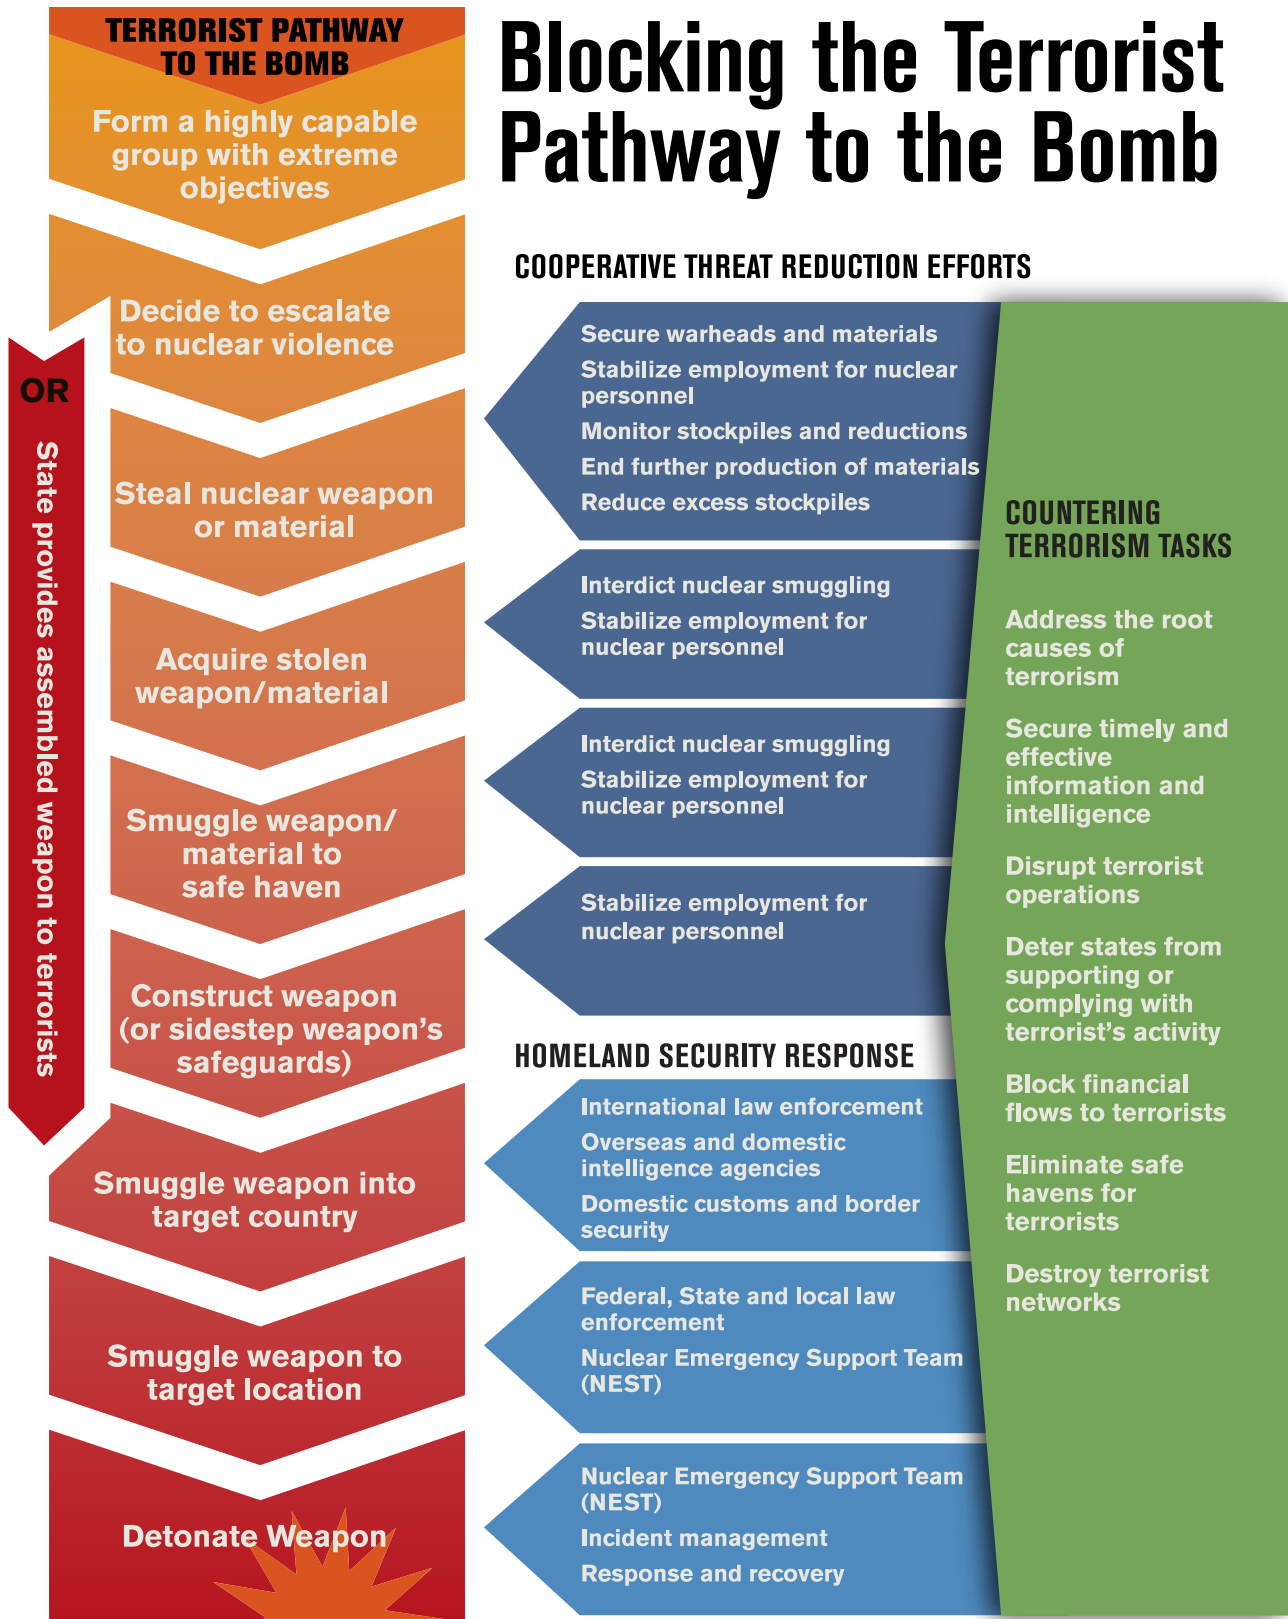 TERRORIST PATHWAY
TO THE BOMB
Form a highly capable
group with extreme
objectives
Decide to escalate
to nuclear violence
OR
State provides assembled weapon to terrorists
Steal nuclear weapon
or material
Acquire stolen
weapon/material
Smuggle weapon/
material to
safe haven
Construct weapon
(or sidestep weapon's
safeguards)
Smuggle weapon into
target country
Smuggle weapon to
target location
Detonate Weapon
Blocking the Terrorist
Pathway to the Bomb
COOPERATIVE THREAT REDUCTION EFFORTS
Secure warheads and materials
Stabilize employment for nuclear
personnel
Monitor stockpiles and reductions
End further production of materials
Reduce excess stockpiles
Interdict nuclear smuggling
Stabilize employment for
nuclear personnel
Interdict nuclear smuggling
Stabilize employment for
nuclear personnel
Stabilize employment for
nuclear personnel
HOMELAND SECURITY RESPONSE
International law enforcement
Overseas and domestic
intelligence agencies
Domestic customs and border
security
Federal, State and local law
enforcement
Nuclear Emergency Support Team
(NEST)
Nuclear Emergency Support Team
(NEST)
Incident management
Response and recovery
COUNTERING
TERRORISM TASKS
Address the root
causes of
terrorism
Secure timely and
effective
information and
intelligence
Disrupt terrorist
operations
Deter states from
supporting or
complying with
terrorist's activity
Block financial
flows to terrorists
Eliminate safe
havens for
terrorists
Destroy terrorist
networks